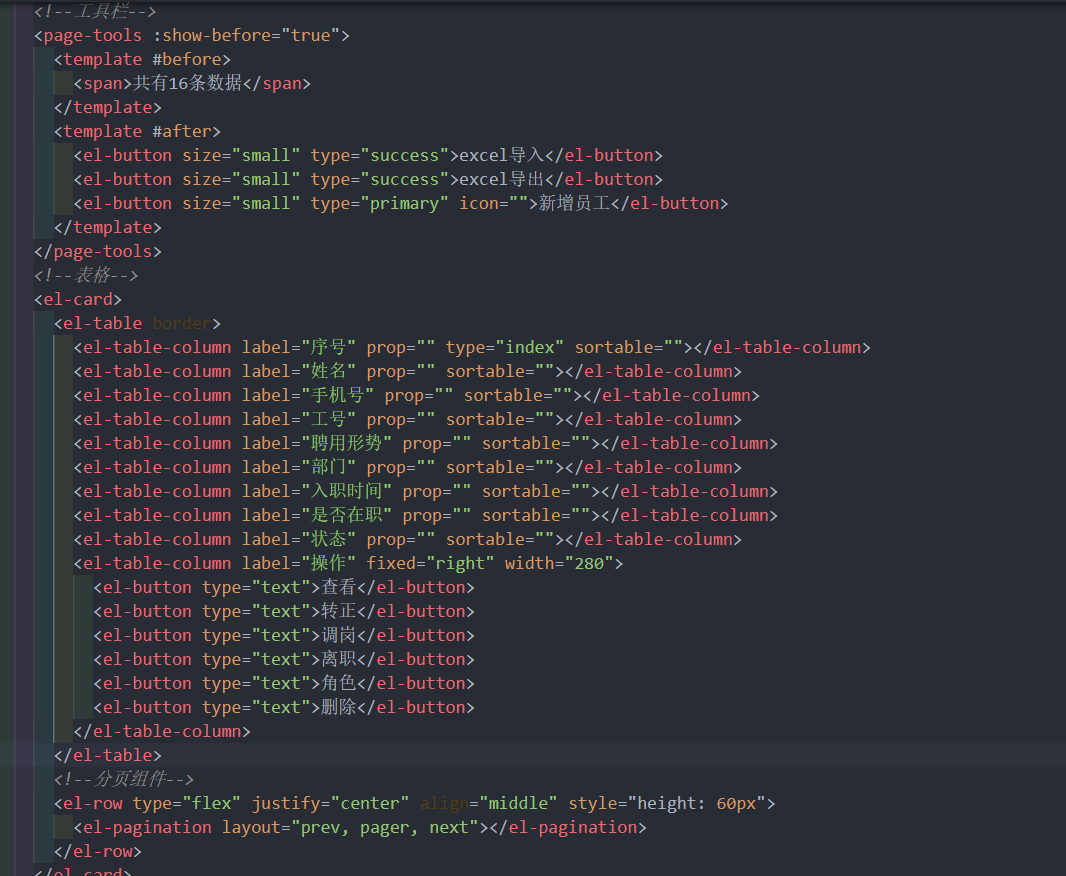 <!--工具栏-->
<page-tools :show-before="true">
<template #before>
<span>共有16条数据</span>
</template>
<template #after>
<el-button size="small" type="success">excel导入</el-button>
<el-button size="small" type="success">excel导出</el-button>
<el-button size="small" type="primary" icon="">新增员工</el-button>
</template>
</page-tools>
<!--表格-->
<el-card>
<el-table border>
<el-table-column label="序号" prop="" type="index" sortable=""></el-table-column>
<el-table-column label="姓名" prop="" sortable=""></el-table-column>
<el-table-column label="手机号" prop="" sortable=""></el-table-column>
<el-table-column label="工号" prop="" sortable=""></el-table-column>
<el-table-column label="聘用形势" prop="" sortable=""></el-table-column>
<el-table-column label="部门" prop="" sortable=""></el-table-column>
<el-table-column label="入职时间" prop="" sortable=""></el-table-column>
<el-table-column label="是否在职" prop="" sortable=""></el-table-column>
<el-table-column label="状态" prop="" sortable=""></el-table-column>
<el-table-column label="操作" fixed="right" width="280">
<el-button type="text">查看</el-button>
<el-button type="text">转正</el-button>
<el-button type="text">调岗</el-button>
<el-button type="text">离职</el-button>
<el-button type="text">角色</el-button>
<el-button type="text">删除</el-button>
</el-table-column>
</el-table>
<!--分页组件-->
<el-row type="flex" justify="center" align="middle" style="height: 60px">
<el-pagination layout="prev, pager, next"></el-pagination>
</el-row>
</el-card>